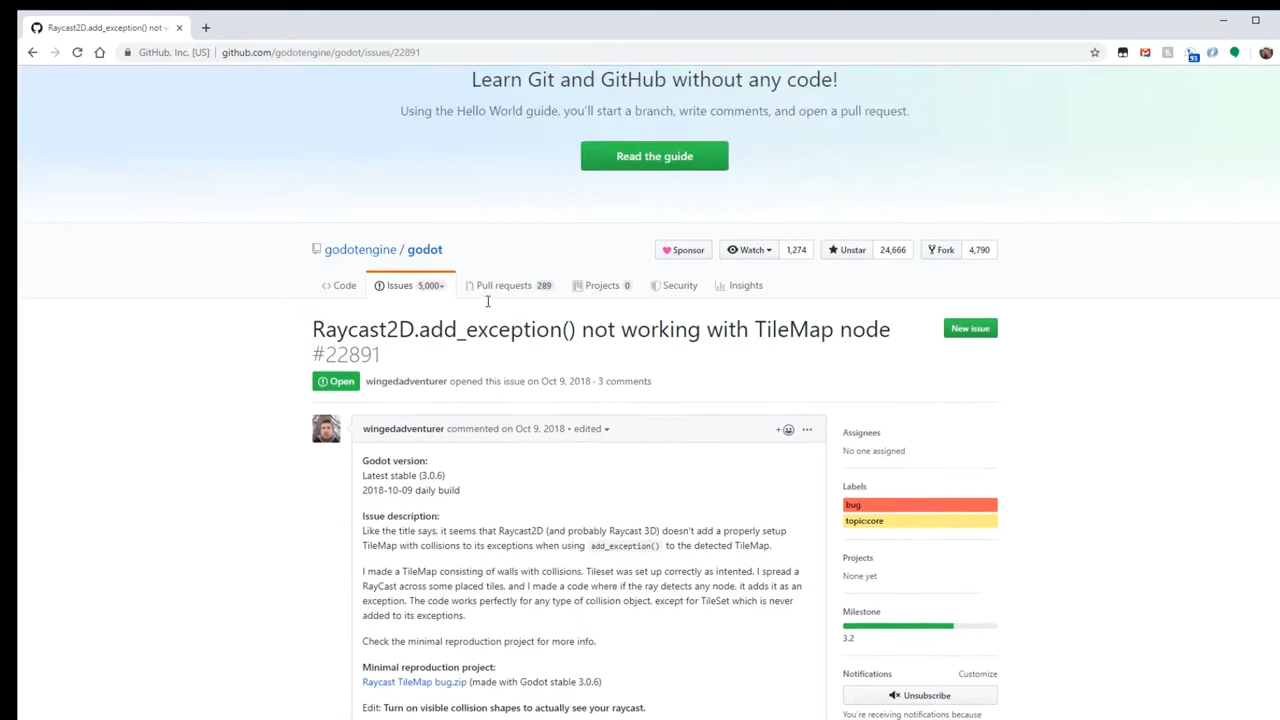 Raycast2D.add_exception() not w
GitHub, Inc. [US] github.com/godotengine/godot/issues/22891
93
Learn Git and GitHub without any code!
Using the Hello World guide, you'll start a branch, write comments, and open a pull request.
Read the guide
godotengine / godot
Sponsor Watch 1,274 Unstar 24,666 Fork 4,790
Code Issues 5,000+ Pull requests 289 Projects 0 Security Insights
Raycast2D.add_exception() not working with TileMap node
#22891
New issue
Open wingedadventurer opened this issue on Oct 9, 2018 · 3 comments
wingedadventurer commented on Oct 9, 2018 • edited
Godot version:
Latest stable (3.0.6)
2018-10-09 daily build
Issue description:
Like the title says, it seems that Raycast2D (and probably Raycast 3D) doesn't add a properly setup
TileMap with collisions to its exceptions when using add_exception() to the detected TileMap.
I made a TileMap consisting of walls with collisions. Tileset was set up correctly as intented. I spread a
RayCast across some placed tiles, and I made a code where if the ray detects any node, it adds it as an
exception. The code works perfectly for any type of collision object, except for TileSet which is never
added to its exceptions.
Check the minimal reproduction project for more info.
Minimal reproduction project:
Raycast TileMap bug.zip (made with Godot stable 3.0.6)
Edit: Turn on visible collision shapes to actually see your raycast.
Assignees
No one assigned
Labels
bug
topic:core
Projects
None yet
Milestone
3.2
Notifications Customize
Unsubscribe
You're receiving notifications because